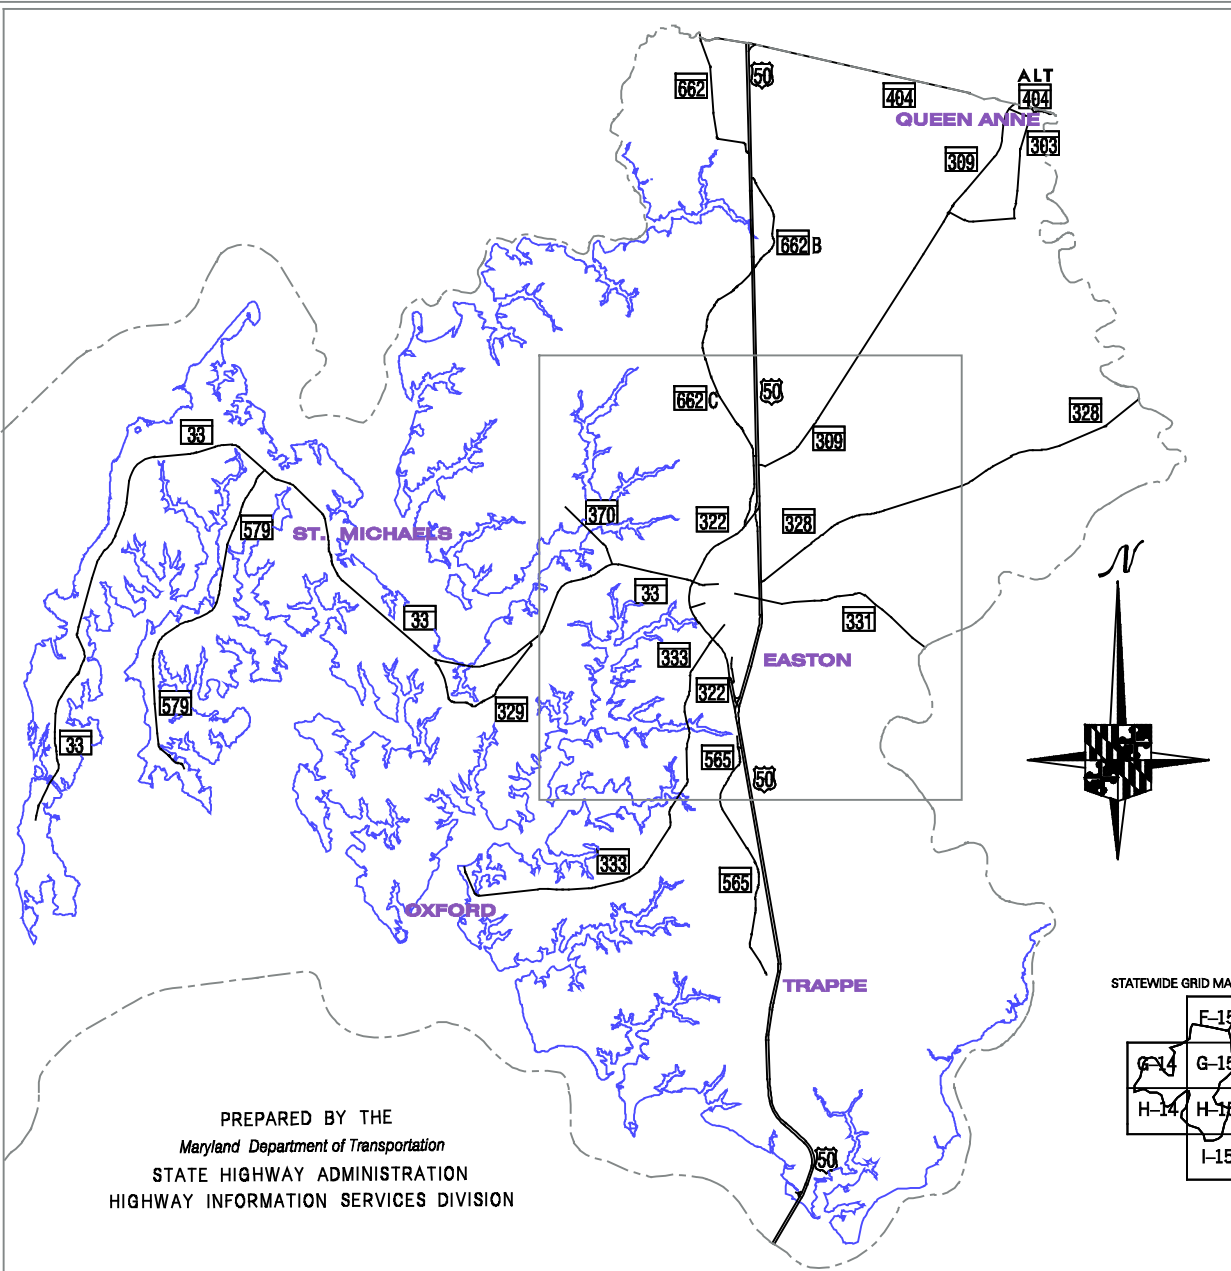 ALT
50
662
404
404
QUEEN ANNE
303
309
662 B
50
662 C
328
33
309
370
322
328
579
ST. MICHAELS
33
33
331
333
EASTON
322
579
329
33
565
50
333
565
OXFORD
TRAPPE
N
STATEWIDE GRID MA
F-15
G-14
G-15
H-14
H-15
I-15
50
PREPARED BY THE
Maryland Department of Transportation
STATE HIGHWAY ADMINISTRATION
HIGHWAY INFORMATION SERVICES DIVISION